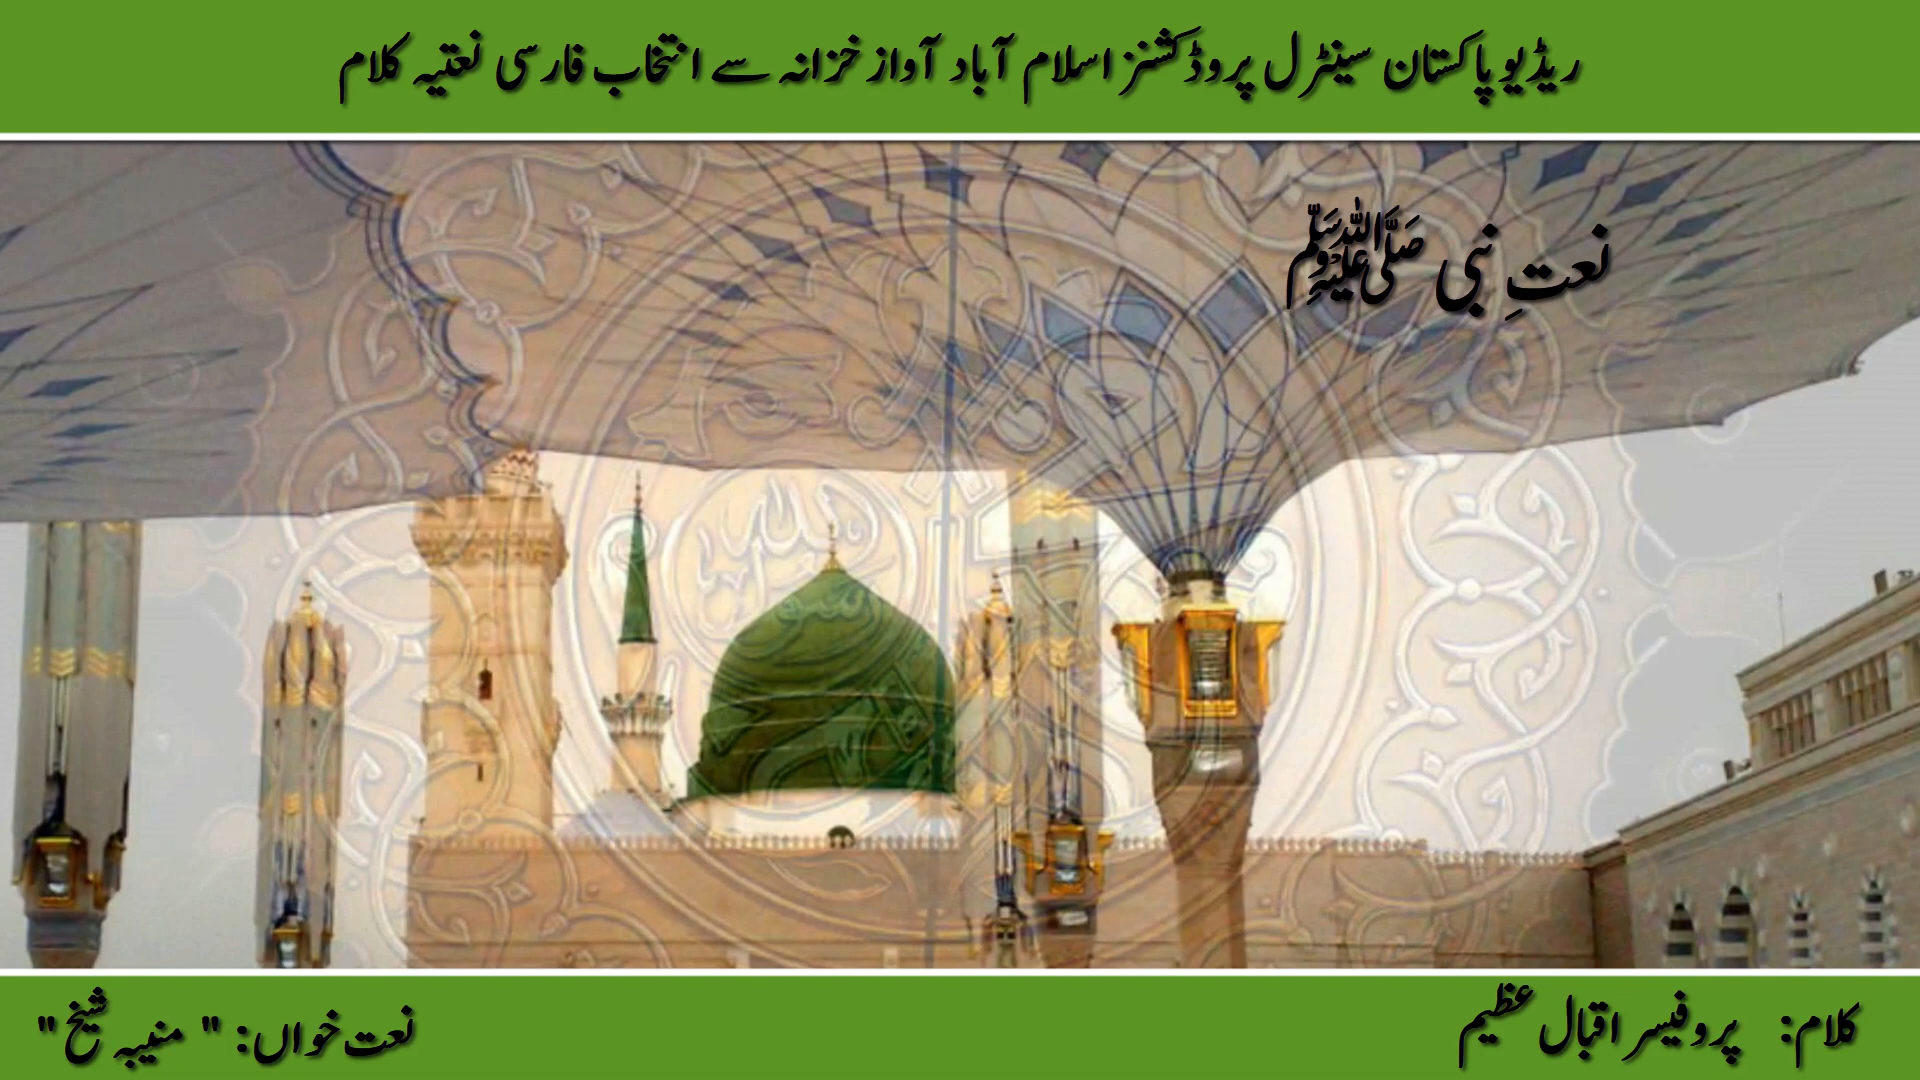 ریڈیو پاکستان سینٹرل پروڈکشنز اسلام آباد آواز خزانہ سے انتخاب فارسی نعتیہ کلام
نعتِ نبی ﷺ
کلام: پروفیسر اقبال عظیم
نعت خواں: " منیبہ شیخ "